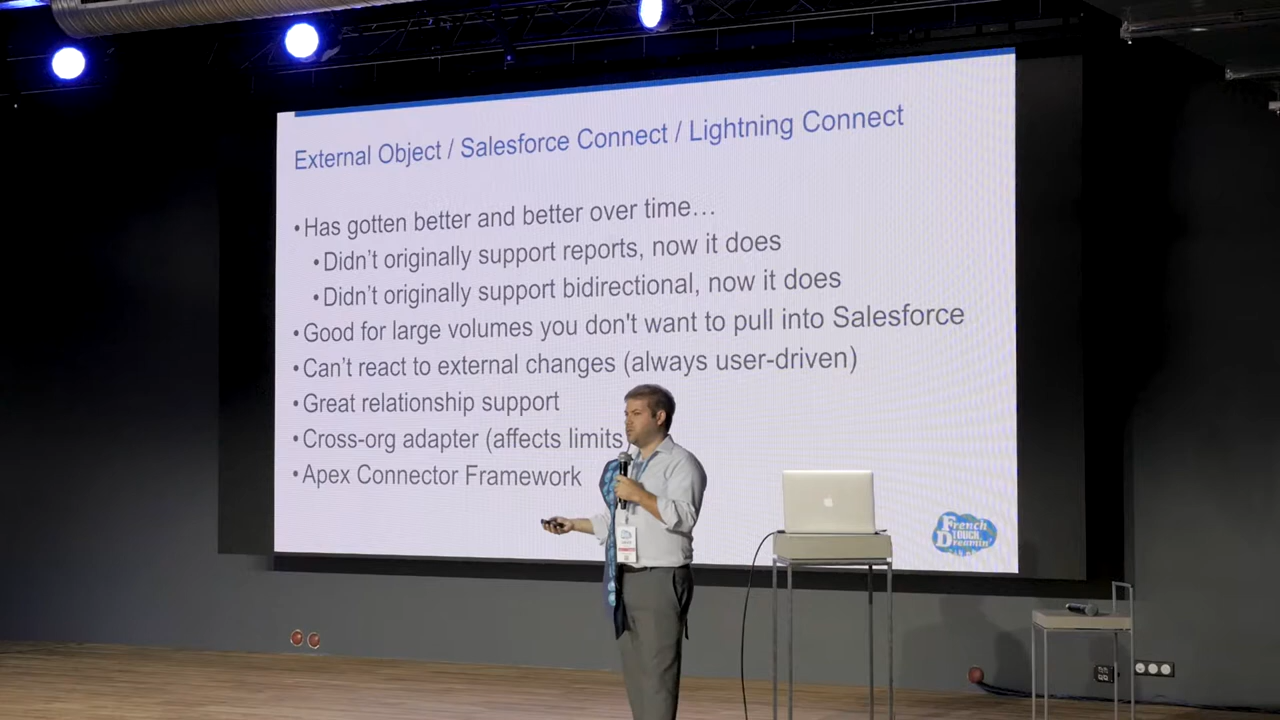 External Object / Salesforce Connect / Lightning Connect
•Has gotten better and better over time…
•Didn't originally support reports, now it does
•Didn't originally support bidirectional, now it does
•Good for large volumes you don't want to pull into Salesforce
•Can't react to external changes (always user-driven)
•Great relationship support
•Cross-org adapter (affects limits)
•Apex Connector Framework
French
TOUCH
Dreamin'